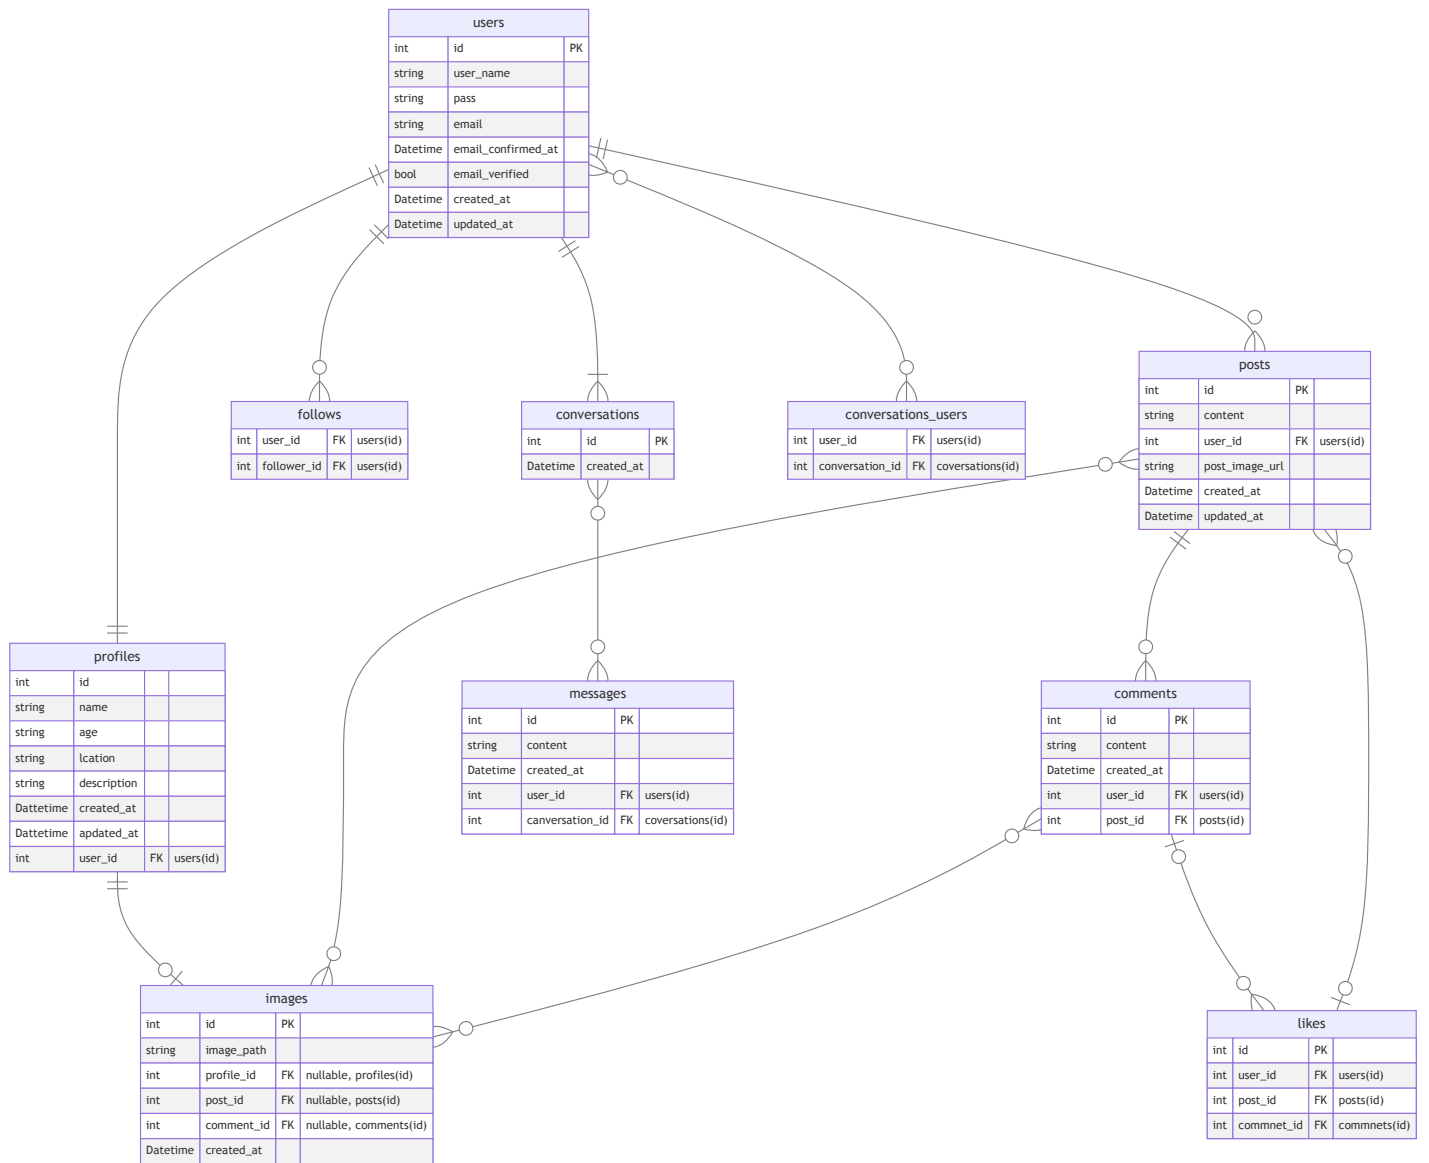 users
int id PK
string user_name
string pass
string email
Datetime email_confirmed_at
bool email_verified
Datetime created_at
Datetime updated_at
follows
int user_id FK users(id)
int follower_id FK users(id)
conversations
int id PK
Datetime created_at
conversations_users
int user_id FK users(id)
int conversation_id FK coversations(id)
posts
int id PK
string content
int user_id FK users(id)
string post_image_url
Datetime created_at
Datetime updated_at
profiles
int id
string name
string age
string lcation
string description
Dattetime created_at
Dattetime apdated_at
int user_id FK users(id)
messages
int id PK
string content
Datetime created_at
int user_id FK users(id)
int canversation_id FK coversations(id)
comments
int id PK
string content
Datetime created_at
int user_id FK users(id)
int post_id FK posts(id)
images
int id PK
string image_path
int profile_id FK nullable, profiles(id)
int post_id FK nullable, posts(id)
int comment_id FK nullable, comments(id)
Datetime created_at
likes
int id PK
int user_id FK users(id)
int post_id FK posts(id)
int commnet_id FK commnets(id)